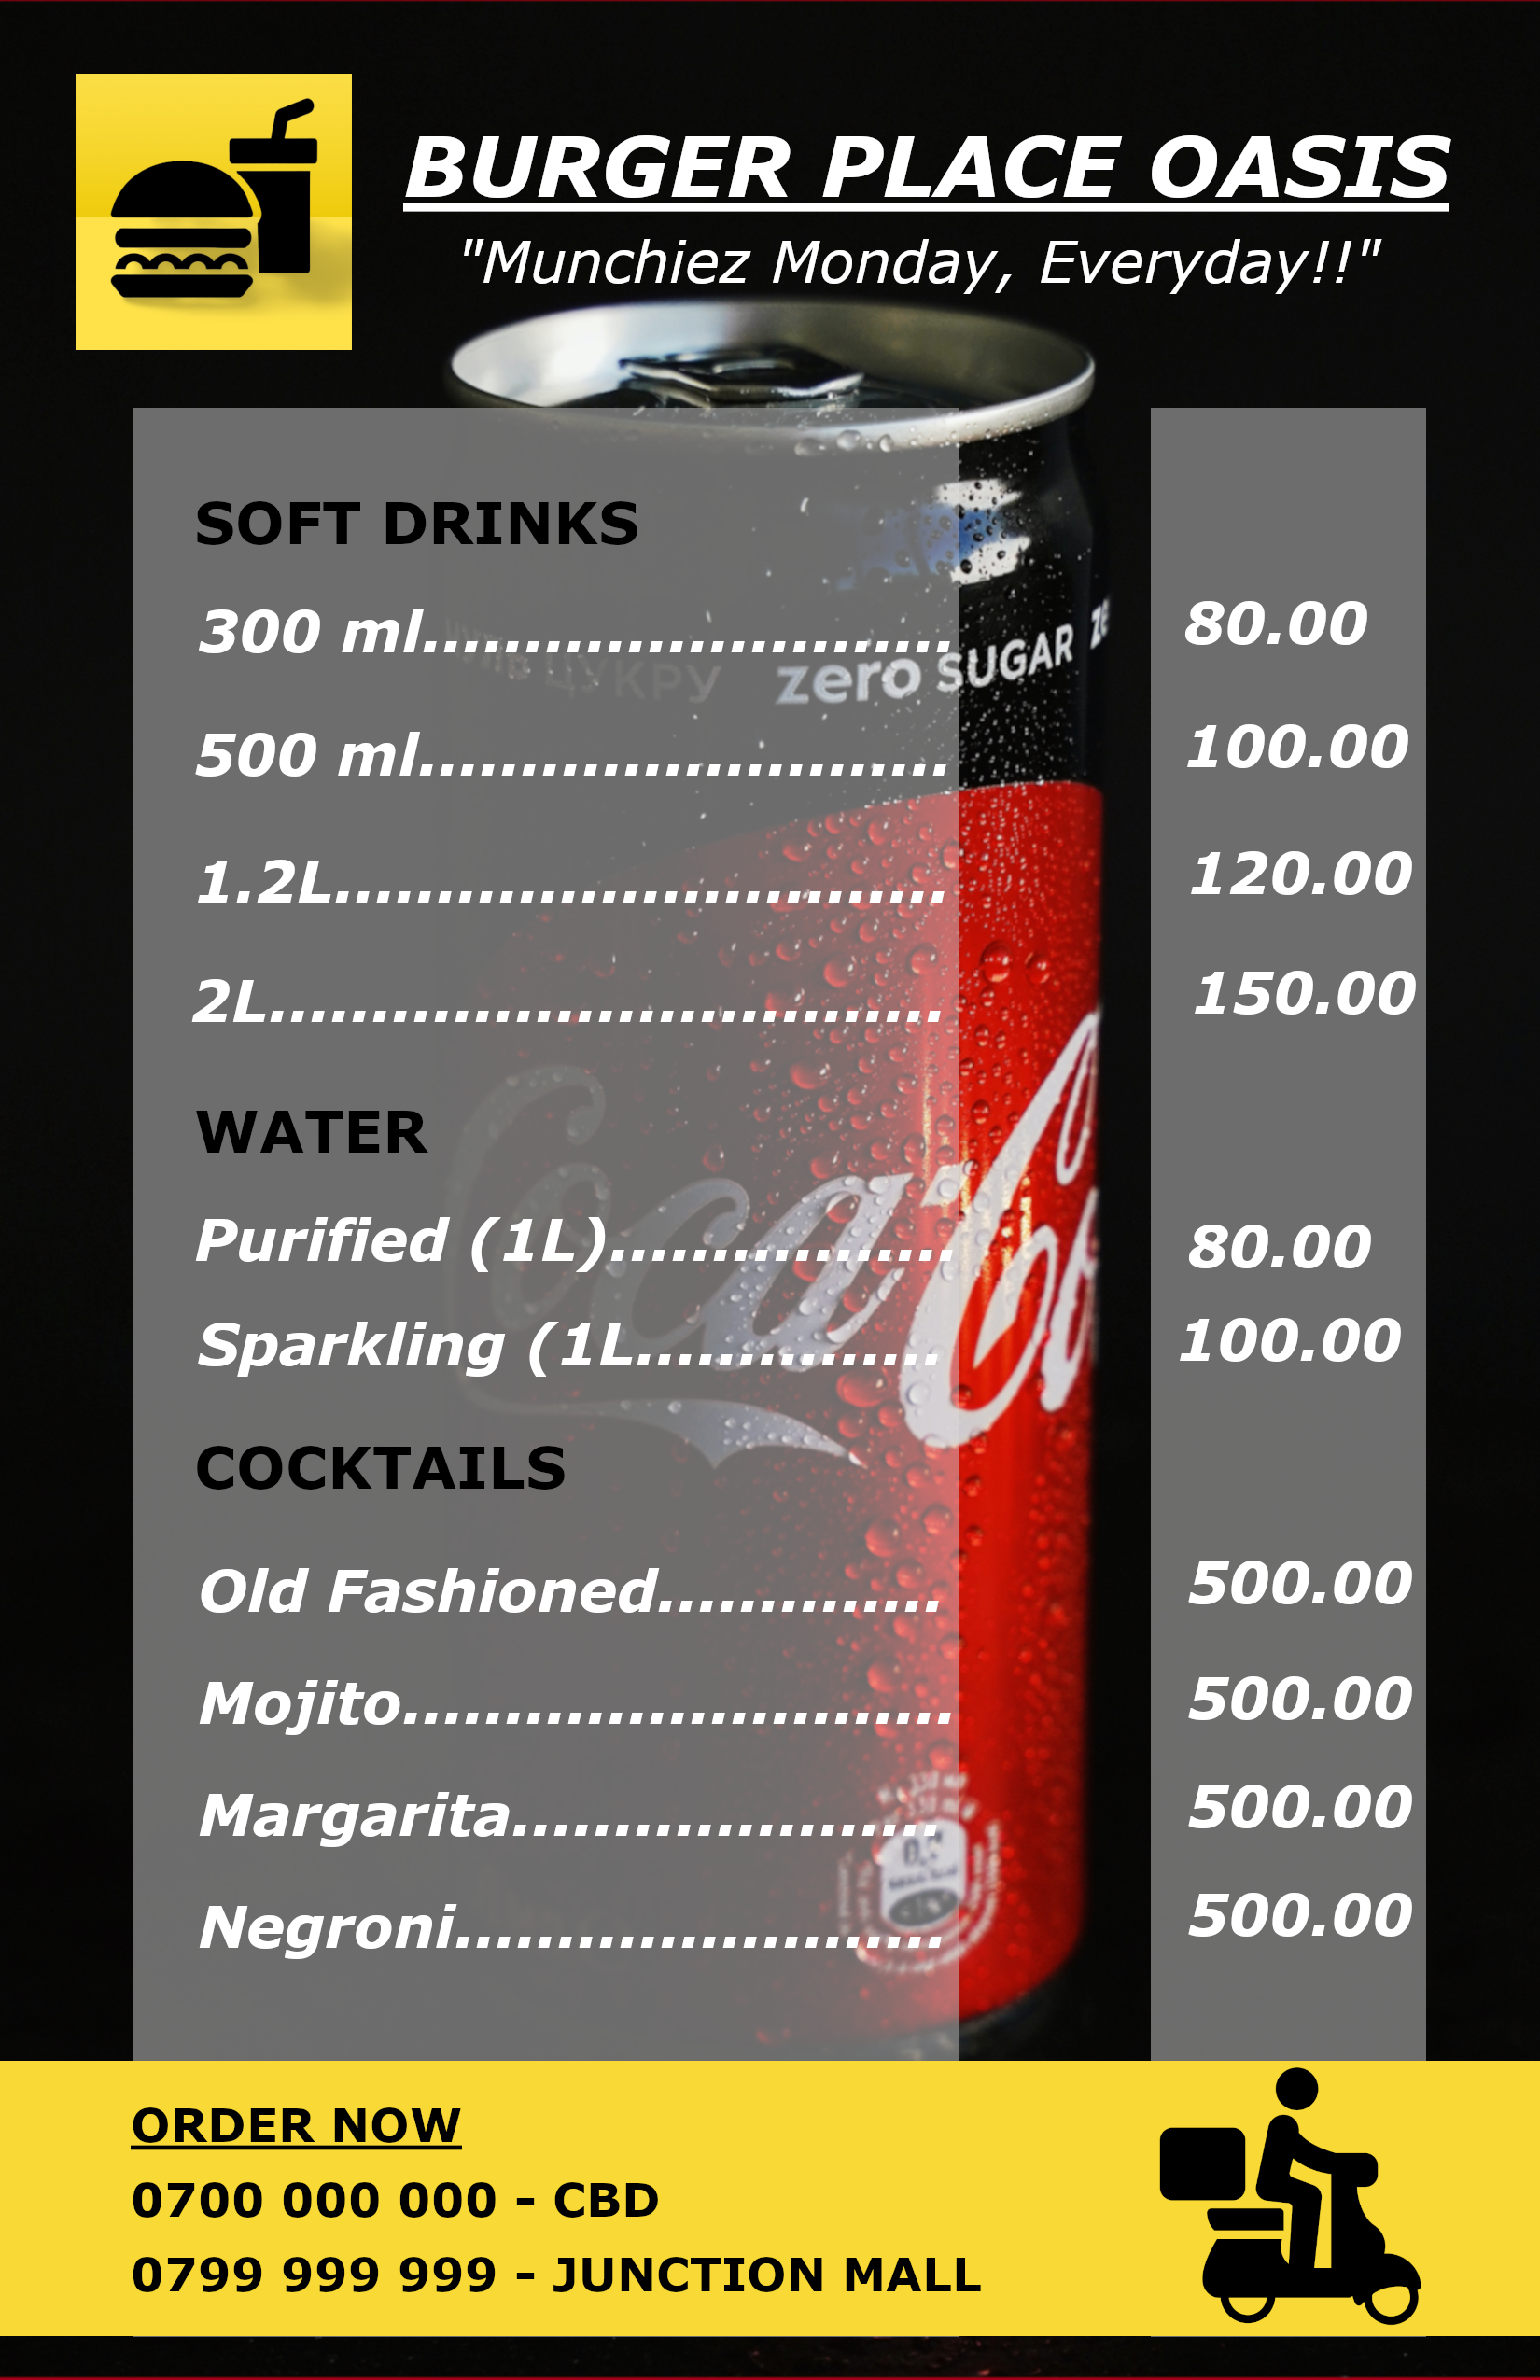 BURGER PLACE OASIS
"Munchiez Monday, Everyday!!"
SOFT DRINKS
300 ml.......................... 80.00
ЦУКРУ zero SUGAR
500 ml.......................... 100.00
1.2L.............................. 120.00
2L................................. 150.00
WATER
Purified (1L)................. 80.00
Sparkling (1L............... 100.00
Coca-Co
COCKTAILS
Old Fashioned.............. 500.00
Mojito........................... 500.00
Margarita..................... 500.00
Negroni........................ 500.00
ORDER NOW
0700 000 000 - CBD
0799 999 999 - JUNCTION MALL